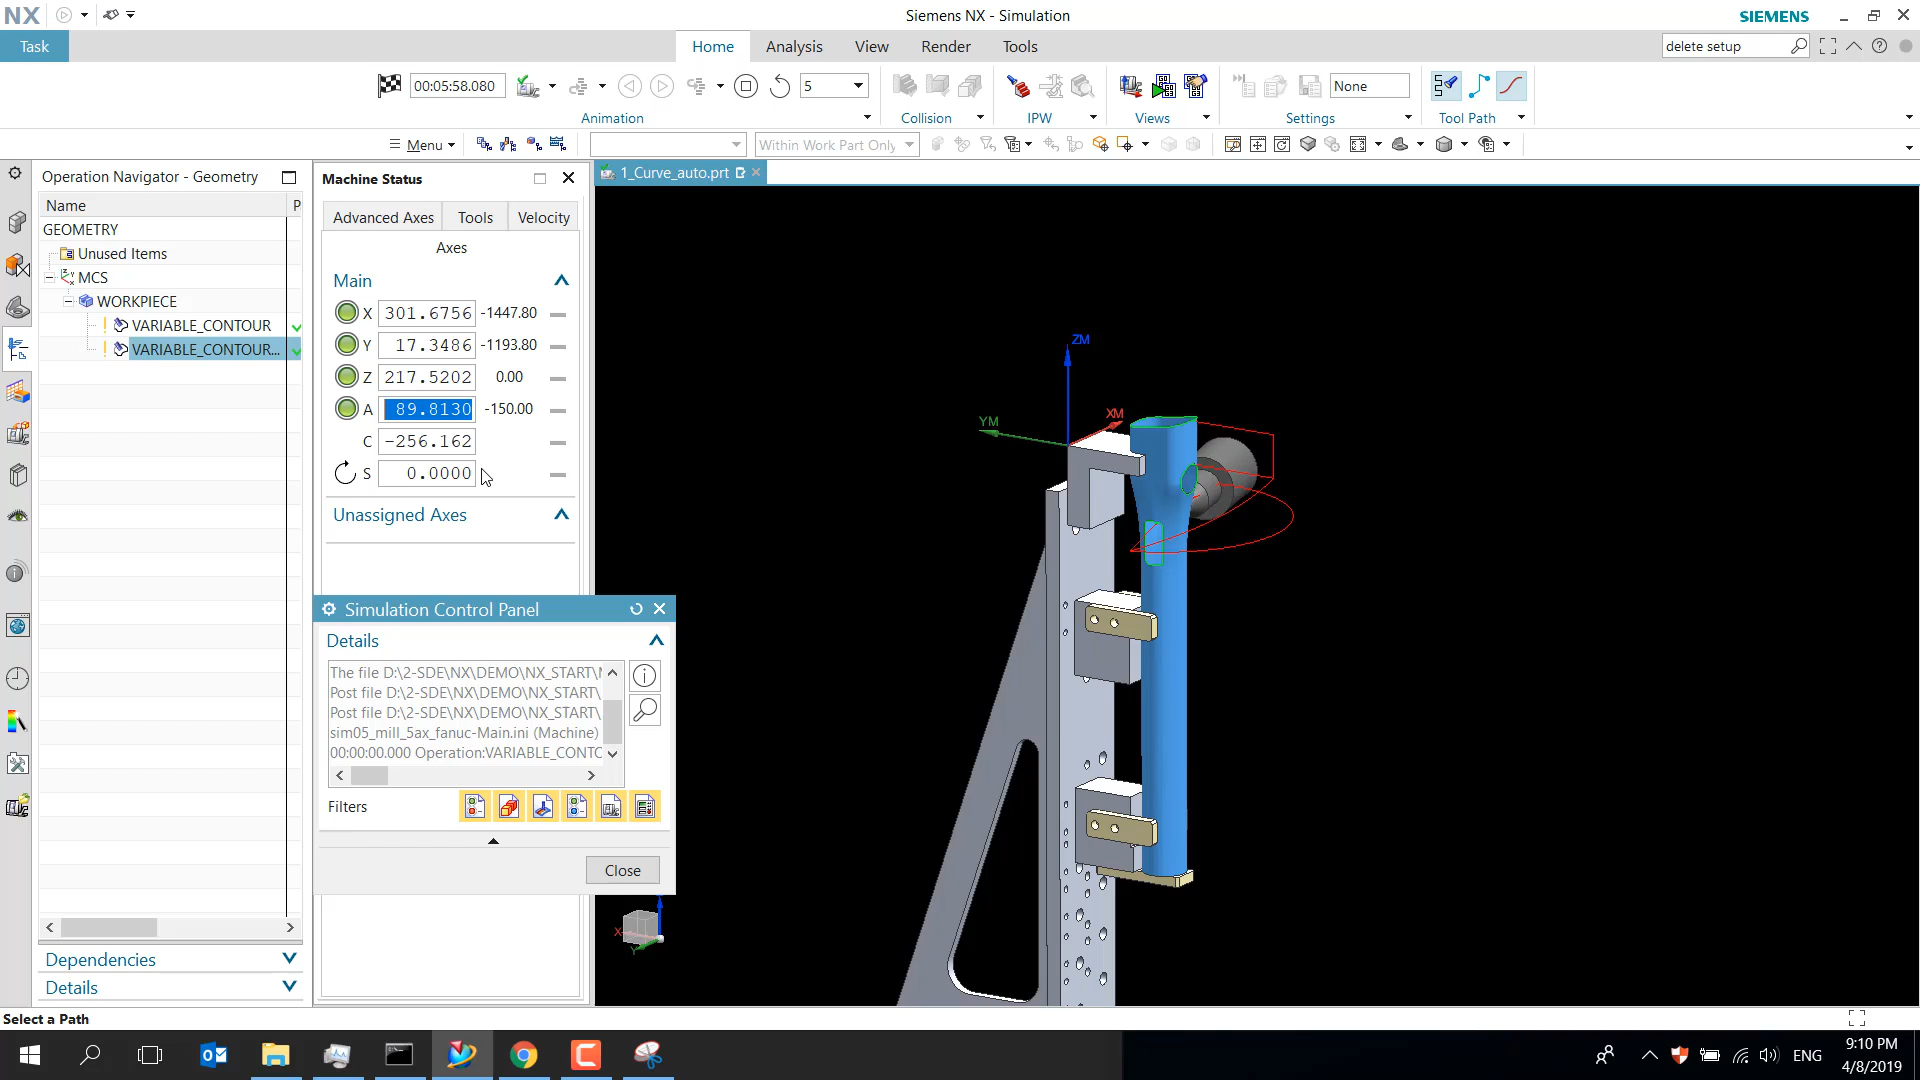 NX
Siemens NX - Simulation
SIEMENS
Task
Home
Analysis
View
Render
Tools
delete setup
00:05:58.080
5
None
Animation
Collision
IPW
Views
Settings
Tool Path
Menu
Within Work Part Only
Operation Navigator - Geometry
Name
P
GEOMETRY
Unused Items
MCS
WORKPIECE
VARIABLE_CONTOUR
VARIABLE_CONTOUR...
Dependencies
Details
Machine Status
Advanced Axes
Tools
Velocity
Axes
Main
X 301.6756 -1447.80
Y 17.3486 -1193.80
Z 217.5202 0.00
A 89.8130 -150.00
C -256.162
S 0.0000
Unassigned Axes
Simulation Control Panel
Details
The file D:\2-SDE\NX\DEMO\NX_START\
Post file D:\2-SDE\NX\DEMO\NX_START\
Post file D:\2-SDE\NX\DEMO\NX_START\
sim05_mill_5ax_fanuc-Main.ini (Machine)
00:00:00.000 Operation:VARIABLE_CONTC
Filters
Close
1_Curve_auto.prt
ZM
YM
XM
X
Y
Select a Path
ENG
9:10 PM
4/8/2019